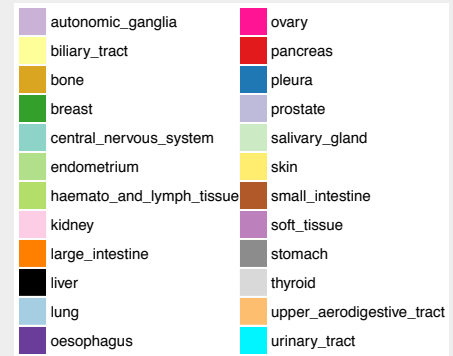 autonomic_ganglia
biliary_tract
bone
breast
central_nervous_system
endometrium
haemato_and_lymph_tissue
kidney
large_intestine
liver
lung
oesophagus
ovary
pancreas
pleura
prostate
salivary_gland
skin
small_intestine
soft_tissue
stomach
thyroid
upper_aerodigestive_tract
urinary_tract